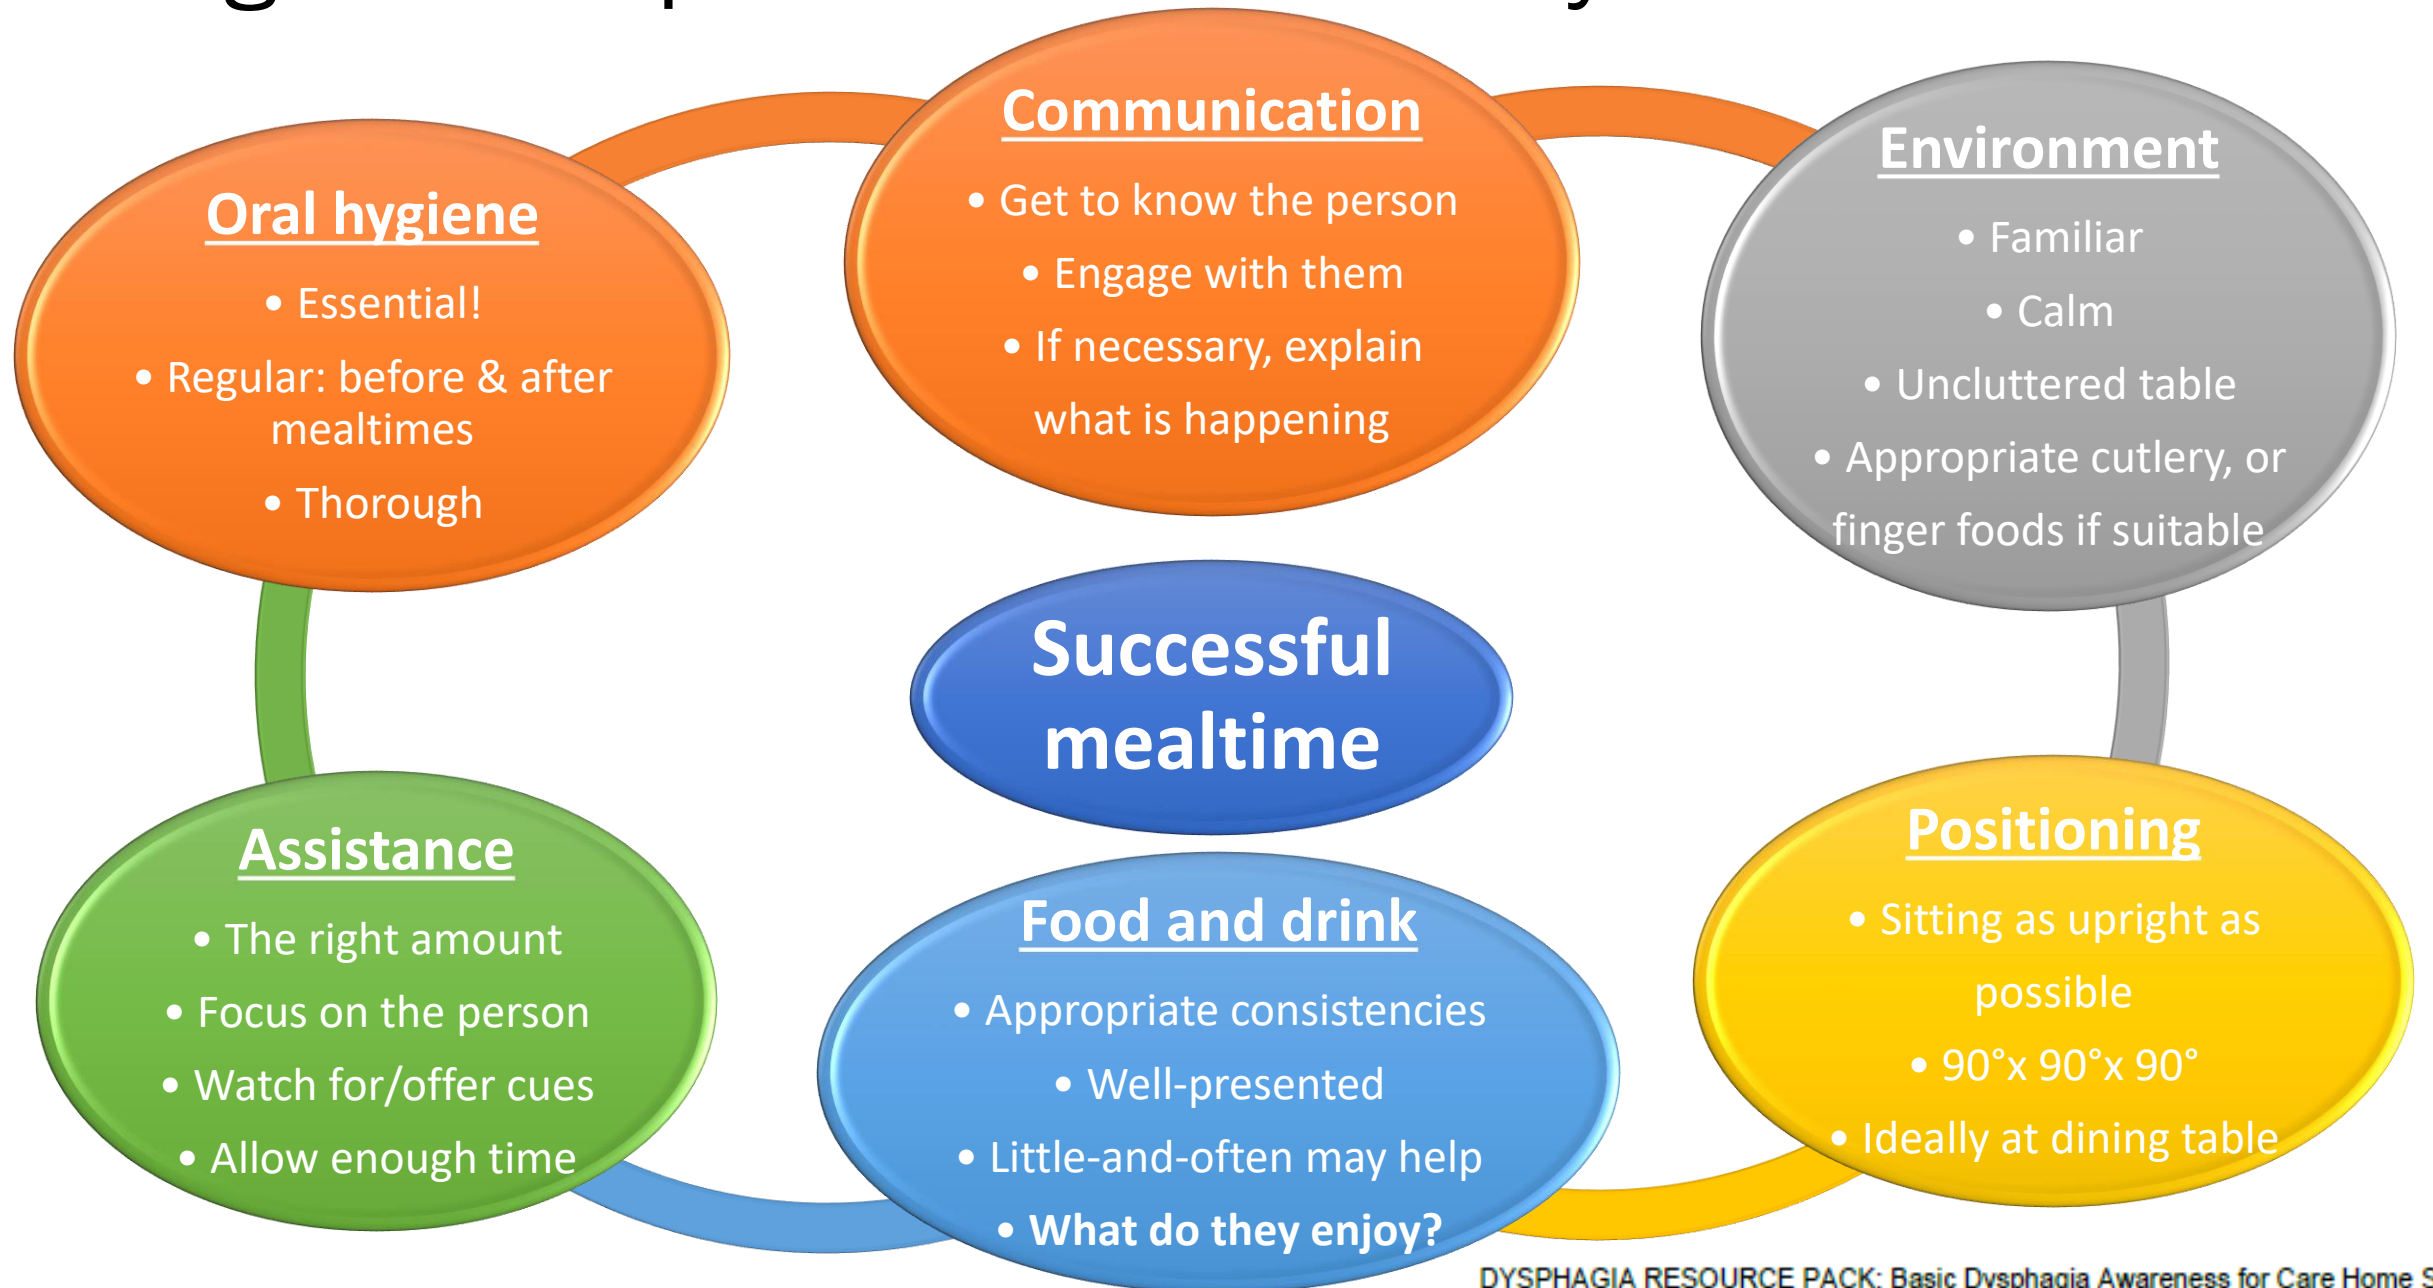 Communication
• Get to know the person
• Engage with them
• If necessary, explain
what is happening
Environment
• Familiar
• Calm
• Uncluttered table
• Appropriate cutlery, or
finger foods if suitable
Positioning
• Sitting as upright as
possible
• 90°x 90°x 90°
• Ideally at dining table
Food and drink
• Appropriate consistencies
• Well-presented
• Little-and-often may help
• What do they enjoy?
Assistance
• The right amount
• Focus on the person
• Watch for/offer cues
• Allow enough time
Oral hygiene
• Essential!
• Regular: before & after
mealtimes
• Thorough
Successful
mealtime
DYSPHAGIA RESOURCE PACK: Basic Dysphagia Awareness for Care Home